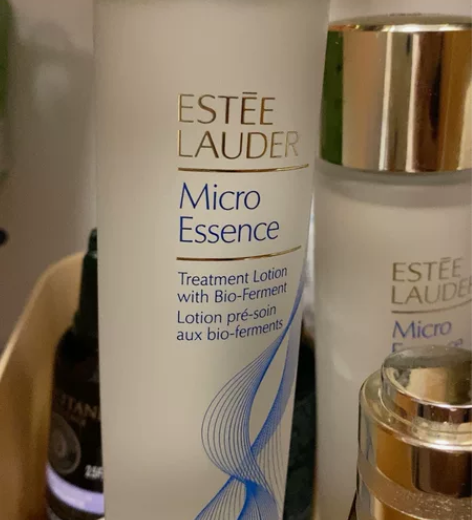 ESTĒE
LAUDER
Micro
Essence
Treatment Lotion
with Bio-Ferment
Lotion pré-soin
aux bio-ferments
ESTĒE
LAUDER
Micro